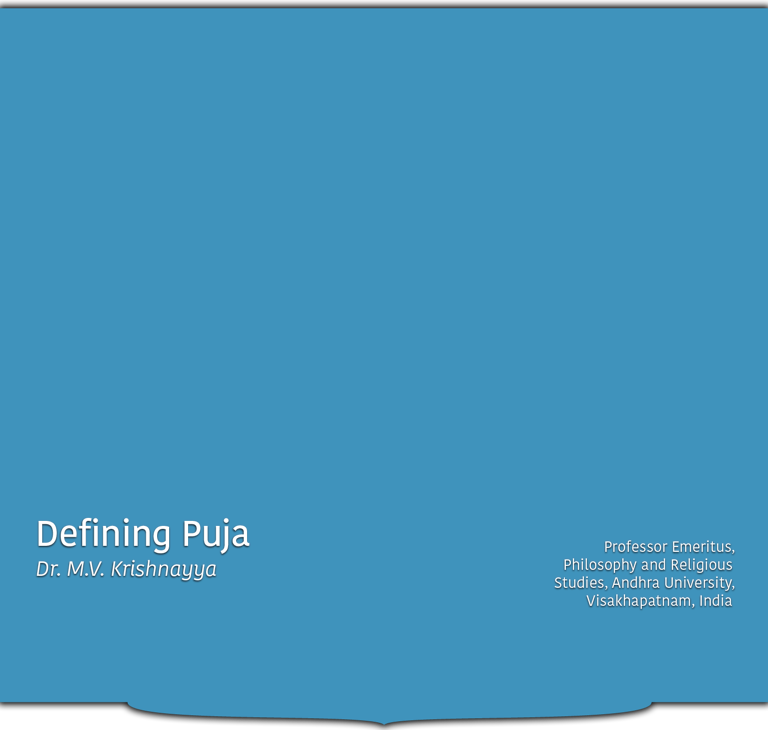 Defining Puja
Dr. M.V. Krishnayya
Professor Emeritus,
Philosophy and Religious
Studies, Andhra University,
Visakhapatnam, India